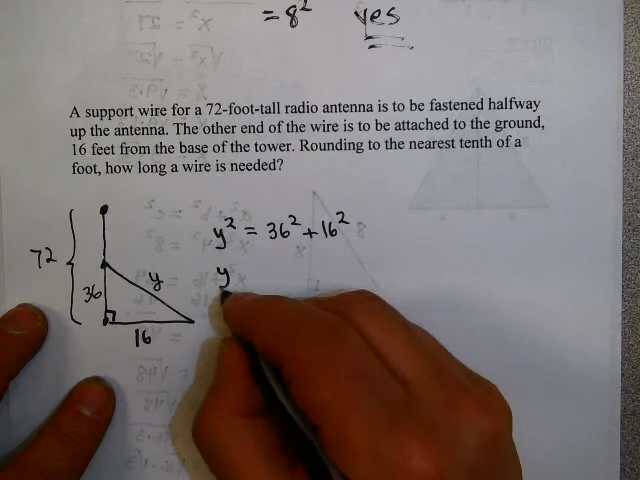 = 8² yes
A support wire for a 72-foot-tall radio antenna is to be fastened halfway
up the antenna. The other end of the wire is to be attached to the ground,
16 feet from the base of the tower. Rounding to the nearest tenth of a
foot, how long a wire is needed?
y² = 36² + 16²
72
y
36
y
16